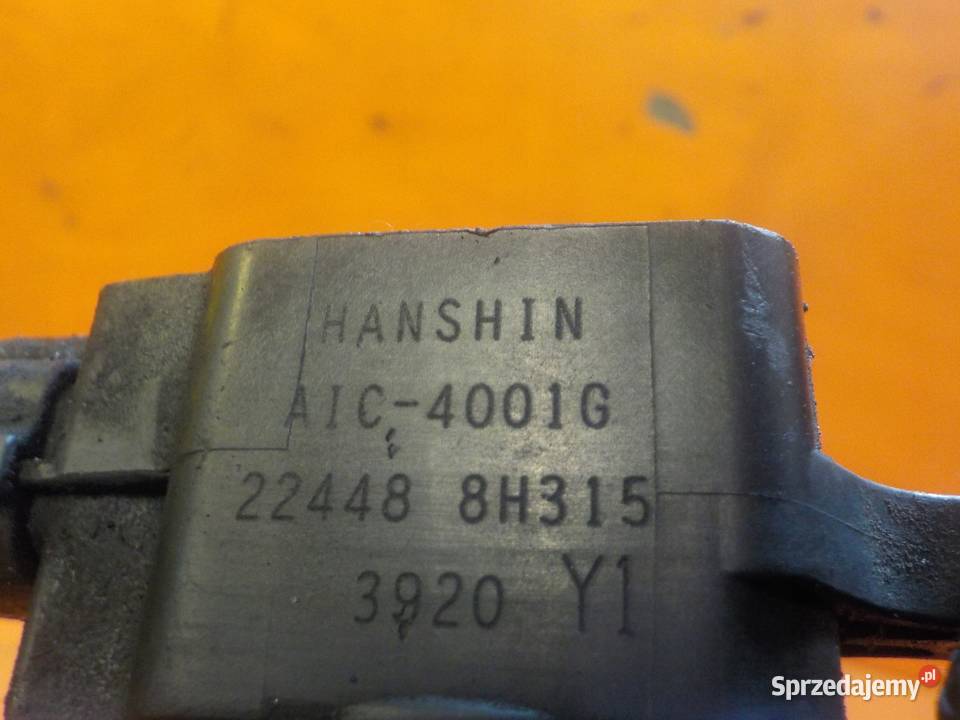 HANSHIN
AIC-4001G
22448 8H315
3920 Y1
Sprzedajemy.pl